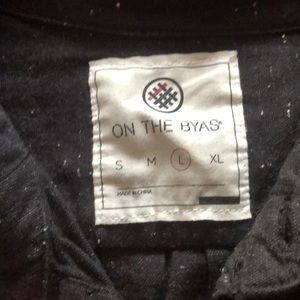 ON THE BYAS®
S M L XL
MADE IN CHINA